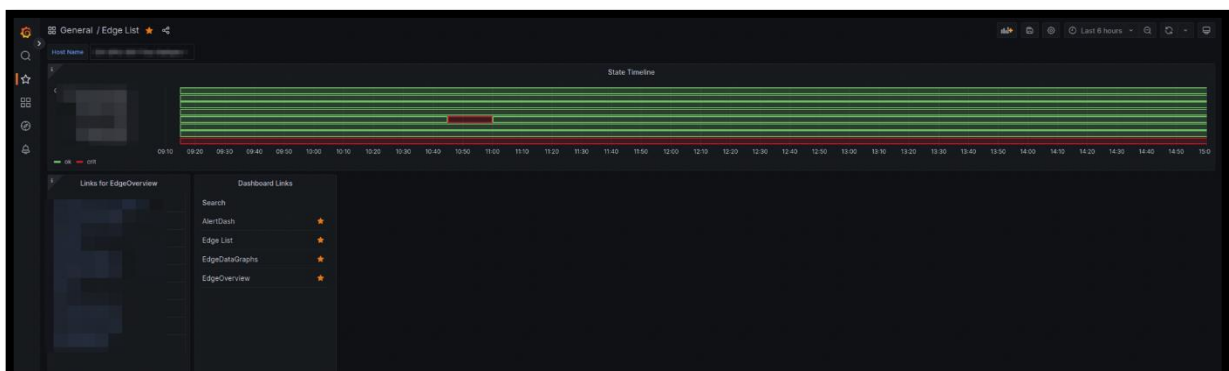 General / Edge List
Last 6 hours
Host Name
State Timeline
09:10 09:20 09:30 09:40 09:50 10:00 10:10 10:20 10:30 10:40 10:50 11:00 11:10 11:20 11:30 11:40 11:50 12:00 12:10 12:20 12:30 12:40 12:50 13:00 13:10 13:20 13:30 13:40 13:50 14:00 14:10 14:20 14:30 14:40 14:50 15:0
ok crit
Links for EdgeOverview
Dashboard Links
Search
AlertDash
Edge List
EdgeDataGraphs
EdgeOverview